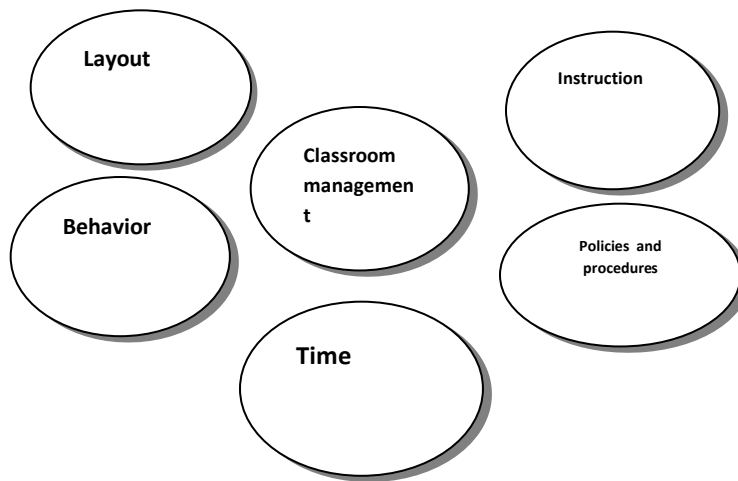 Layout
Instruction
Classroom
managemen
t
Behavior
Policies and
procedures
Time